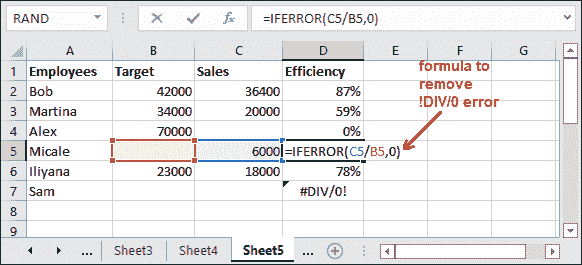 RAND =IFERROR(C5/B5,0)
A B C D E F G
1 Employees Target Sales Efficiency
2 Bob 42000 36400 87%
3 Martina 34000 20000 59%
4 Alex 70000 0%
5 Micale 6000 =IFERROR(C5/B5,0)
6 Iliyana 23000 18000 78%
7 Sam #DIV/0!
8
9
formula to
remove
!DIV/0 error
... Sheet3 Sheet4 Sheet5 ...